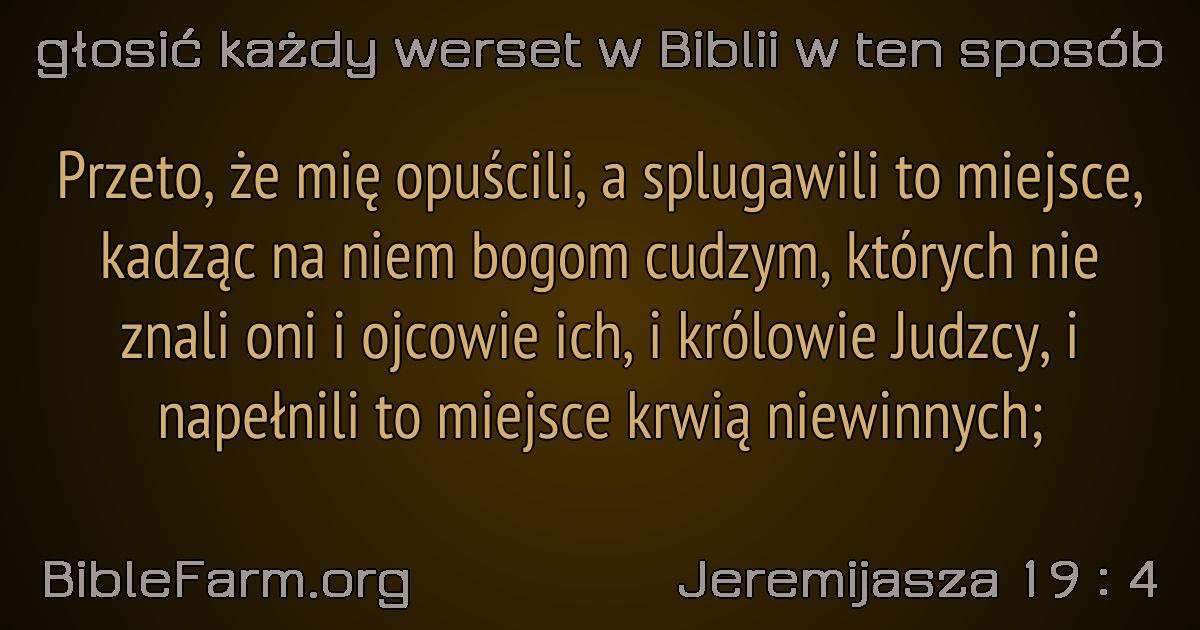 głosić każdy werset w Biblii w ten sposób
Przeto, że mię opuścili, a splugawili to miejsce,
kadząc na niem bogom cudzym, których nie
znali oni i ojcowie ich, i królowie Judzcy, i
napełnili to miejsce krwią niewinnych;
BibleFarm.org
Jeremijasza 19 : 4